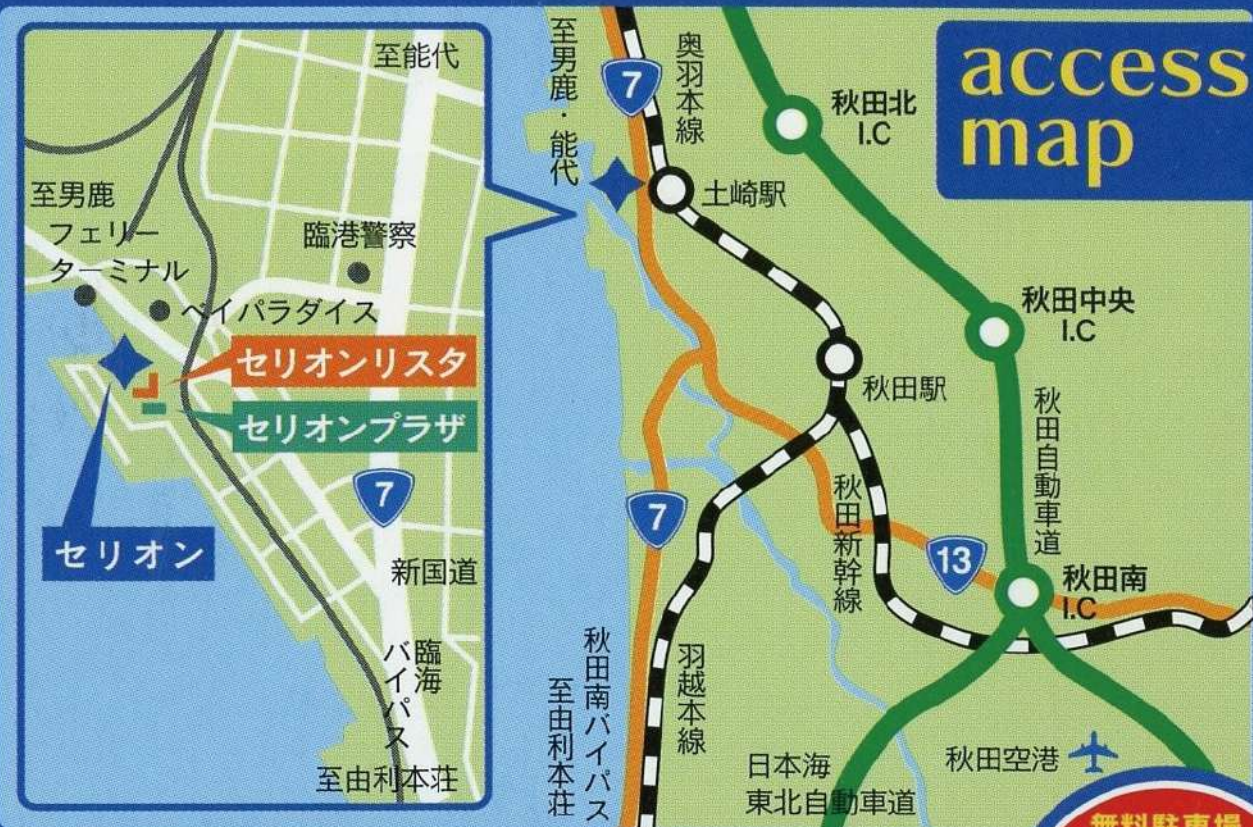 access
map
至能代
至男鹿
フェリー
ターミナル
臨港警察
ベイパラダイス
セリオンリスタ
セリオンプラザ
セリオン
7
新国道
臨海
バイパス
至由利本荘
至男鹿・能代
7
奥羽本線
土崎駅
秋田北
I.C
秋田中央
I.C
秋田駅
秋田自動車道
7
秋田新幹線
13
秋田南
I.C
羽越本線
秋田南バイパス
至由利本荘
日本海
東北自動車道
秋田空港
無料駐車場